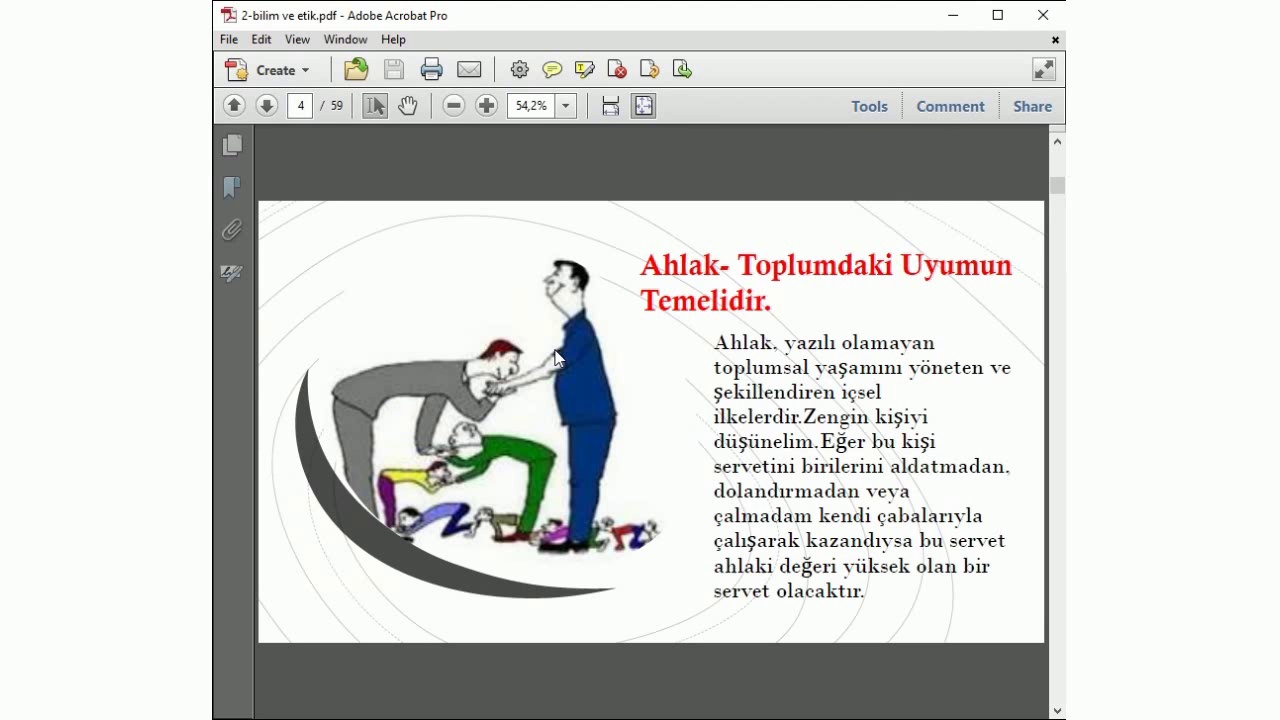 2-bilim ve etik.pdf - Adobe Acrobat Pro
File Edit View Window Help
Create
4 / 59 54,2% Tools Comment Share
Ahlak- Toplumdaki Uyumun
Temelidir.
Ahlak, yazılı olamayan
toplumsal yaşamını yöneten ve
şekillendiren içsel
ilkelerdir.Zengin kişiyi
düşünelim.Eğer bu kişi
servetini birilerini aldatmadan,
dolandırmadan veya
çalmadam kendi çabalarıyla
çalışarak kazandıysa bu servet
ahlaki değeri yüksek olan bir
servet olacaktır.